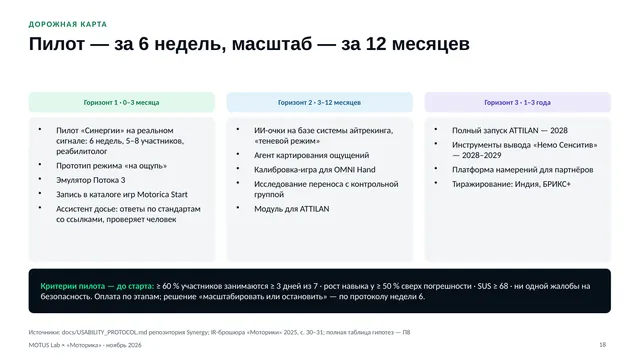 ДОРОЖНАЯ КАРТА
Пилот — за 6 недель, масштаб — за 12 месяцев
Горизонт 1 · 0–3 месяца
• Пилот «Синергии» на реальном
сигнале: 6 недель, 5–8 участников,
реабилитолог
• Прототип режима «на ощупь»
• Эмулятор Потока 3
• Запись в каталоге игр Motorica Start
• Ассистент досье: ответы по стандартам
со ссылками, проверяет человек
Горизонт 2 · 3–12 месяцев
• ИИ-очки на базе системы айтрекинга,
«теневой режим»
• Агент картирования ощущений
• Калибровка-игра для OMNI Hand
• Исследование переноса с контрольной
группой
• Модуль для ATTILAN
Горизонт 3 · 1–3 года
• Полный запуск ATTILAN — 2028
• Инструменты вывода «Немо Сенситив»
— 2028–2029
• Платформа намерений для партнёров
• Тиражирование: Индия, БРИКС+
Критерии пилота — до старта: ≥ 60 % участников занимаются ≥ 3 дней из 7 · рост навыка у ≥ 50 % сверх погрешности · SUS ≥ 68 · ни одной жалобы на
безопасность. Оплата по этапам; решение «масштабировать или остановить» — по протоколу недели 6.
Источники: docs/USABILITY_PROTOCOL.md репозитория Synergy; IR-брошюра «Моторики» 2025, с. 30–31; полная таблица гипотез — П8
MOTUS Lab × «Моторика» · ноябрь 2026
18